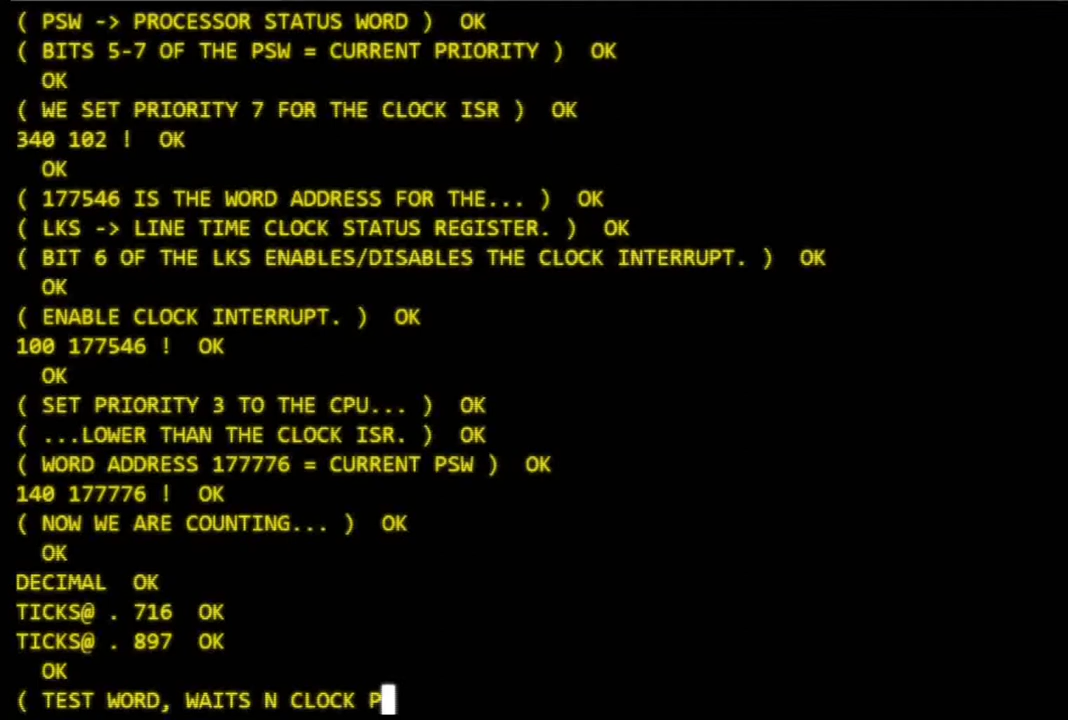 ( PSW -> PROCESSOR STATUS WORD )  OK
( BITS 5-7 OF THE PSW = CURRENT PRIORITY )  OK
  OK
( WE SET PRIORITY 7 FOR THE CLOCK ISR )  OK
340 102 !  OK
  OK
( 177546 IS THE WORD ADDRESS FOR THE... )  OK
( LKS -> LINE TIME CLOCK STATUS REGISTER. )  OK
( BIT 6 OF THE LKS ENABLES/DISABLES THE CLOCK INTERRUPT. )  OK
  OK
( ENABLE CLOCK INTERRUPT. )  OK
100 177546 !  OK
  OK
( SET PRIORITY 3 TO THE CPU... )  OK
( ...LOWER THAN THE CLOCK ISR. )  OK
( WORD ADDRESS 177776 = CURRENT PSW )  OK
140 177776 !  OK
( NOW WE ARE COUNTING... )  OK
  OK
DECIMAL  OK
TICKS@ . 716  OK
TICKS@ . 897  OK
  OK
( TEST WORD, WAITS N CLOCK P